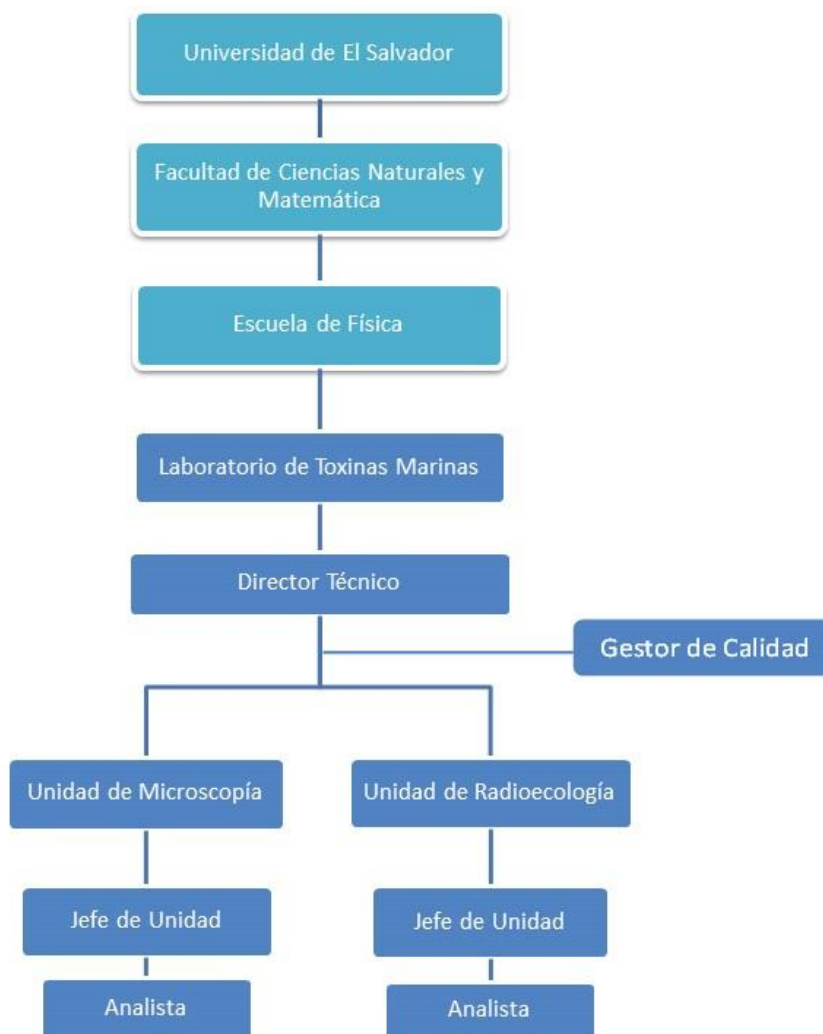 Universidad de El Salvador
Facultad de Ciencias Naturales y
Matemática
Escuela de Física
Laboratorio de Toxinas Marinas
Director Técnico
Gestor de Calidad
Unidad de Microscopía
Unidad de Radioecología
Jefe de Unidad
Jefe de Unidad
Analista
Analista